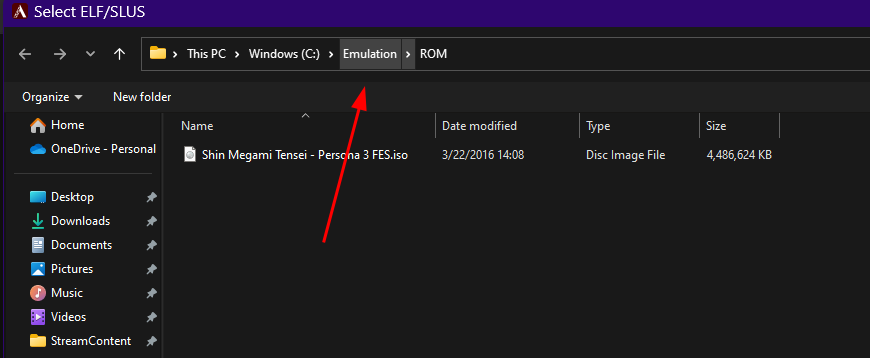 Select ELF/SLUS
This PC Windows (C:) Emulation ROM
Organize New folder
Name Date modified Type Size
Shin Megami Tensei - Persona 3 FES.iso 3/22/2016 14:08 Disc Image File 4,486,624 KB
Home
OneDrive - Personal
Desktop
Downloads
Documents
Pictures
Music
Videos
StreamContent